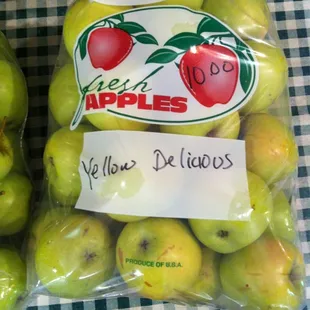 fresh
10.00
APPLES
Yellow Delicious
PRODUCE OF U.S.A.